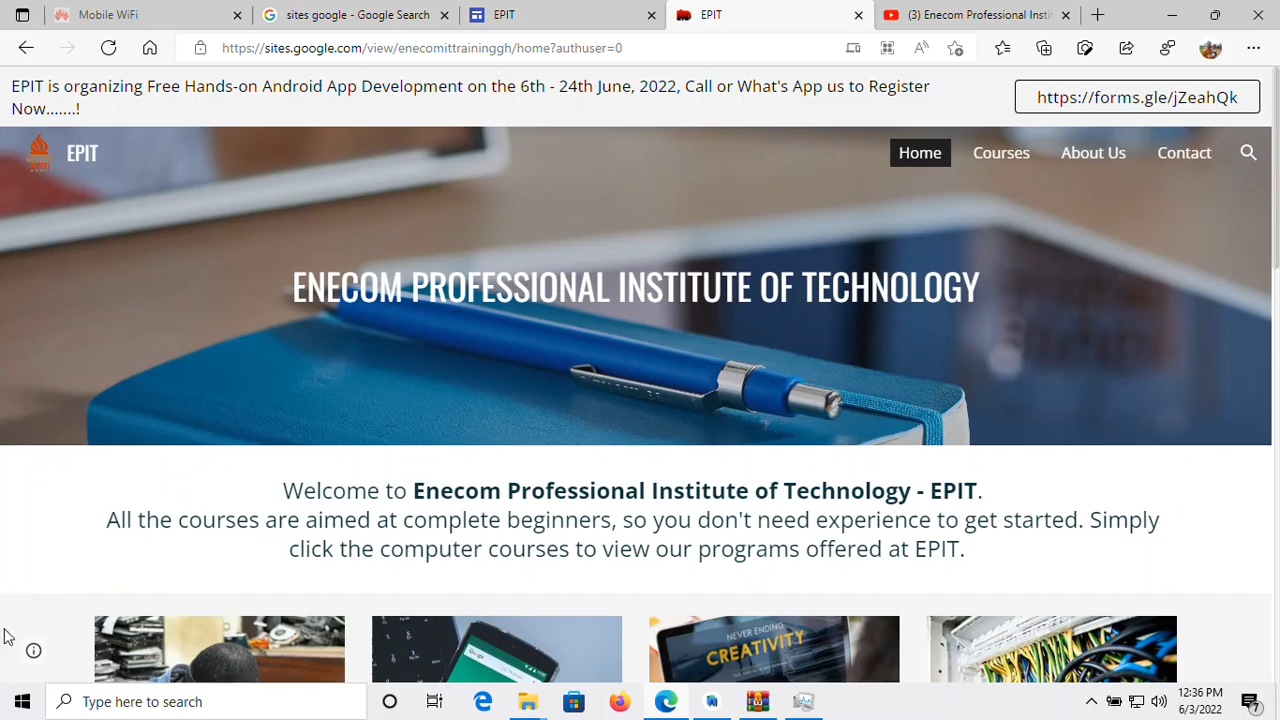 Mobile WiFi
sites google - Google Search
EPIT
EPIT
(3) Enecom Professional Insti
https://sites.google.com/view/enecomittraininggh/home?authuser=0
EPIT is organizing Free Hands-on Android App Development on the 6th - 24th June, 2022, Call or What's App us to Register
Now.......!
https://forms.gle/jZeahQk
EPIT
Home
Courses
About Us
Contact
ENECOM PROFESSIONAL INSTITUTE OF TECHNOLOGY
Welcome to Enecom Professional Institute of Technology - EPIT.
All the courses are aimed at complete beginners, so you don't need experience to get started. Simply
click the computer courses to view our programs offered at EPIT.
Google
NEVER ENDING
CREATIVITY
Type here to search
12:36 PM
6/3/2022
7